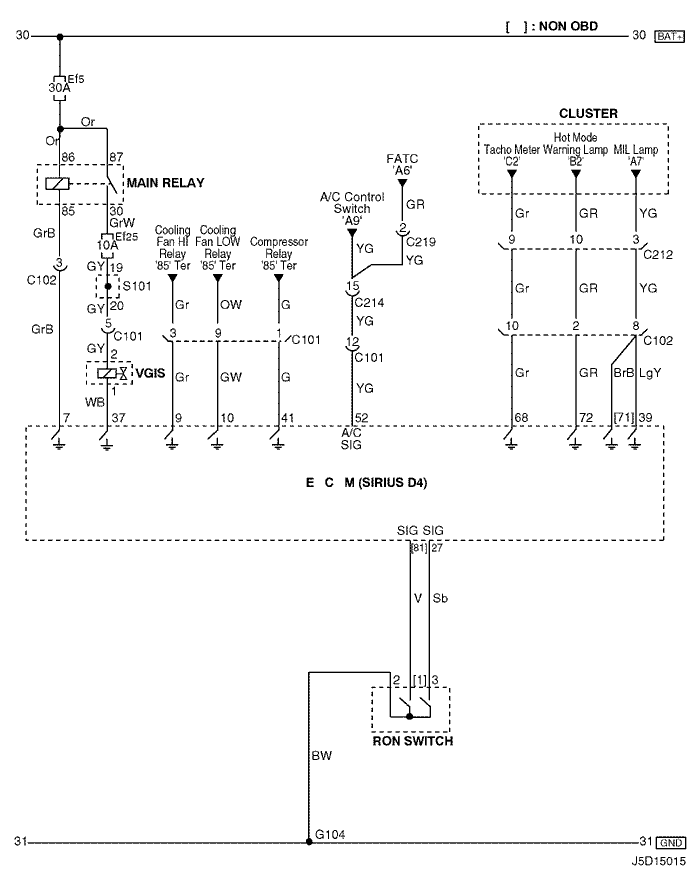 [ ] : NON OBD
30 30 BAT+
Ef5
30A
Or
Or
86 87
MAIN RELAY
85 30
GrB GrW
Ef25
10A
GY 19
3
C102
S101
GY 20
5
C101
GrB
GY 2
VGIS
1
WB
Cooling Fan HI Relay '85' Ter
Cooling Fan LOW Relay '85' Ter
Compressor Relay '85' Ter
Gr OW G
3 9 1 C101
Gr GW G
FATC 'A6'
A/C Control Switch 'A9'
GR
2
C219
YG YG
15
C214
YG
12
C101
YG
CLUSTER
Tacho Meter 'C2'
Hot Mode Warning Lamp 'B2'
MIL Lamp 'A7'
Gr GR YG
9 10 3
C212
Gr GR YG
10 2 8
C102
Gr GR BrB LgY
7 37 9 10 41 52 68 72 [71] 39
A/C SIG
E C M (SIRIUS D4)
SIG SIG
[81] 27
V Sb
2 [1] 3
RON SWITCH
BW
G104
31 31 GND
J5D15015